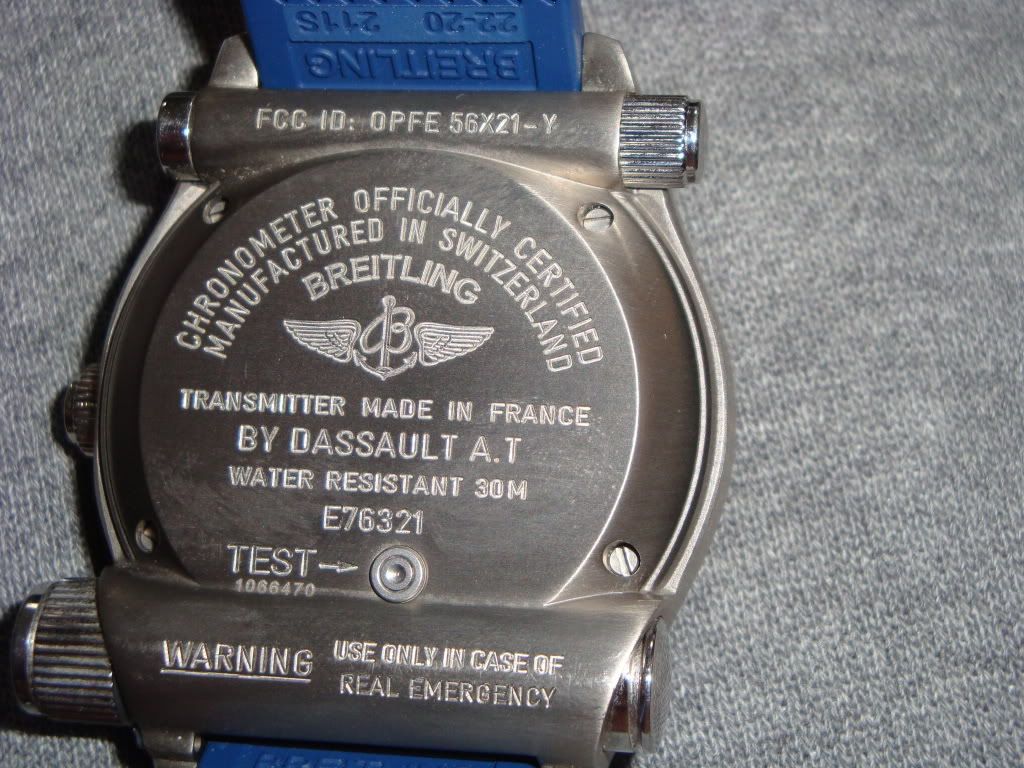 22-20 211S
BREITLING
FCC ID: OPFE 56X21-Y
CHRONOMETER OFFICIALLY CERTIFIED
MANUFACTURED IN SWITZERLAND
BREITLING
B
TRANSMITTER MADE IN FRANCE
BY DASSAULT A.T
WATER RESISTANT 30M
E76321
TEST→
1066470
WARNING USE ONLY IN CASE OF
REAL EMERGENCY